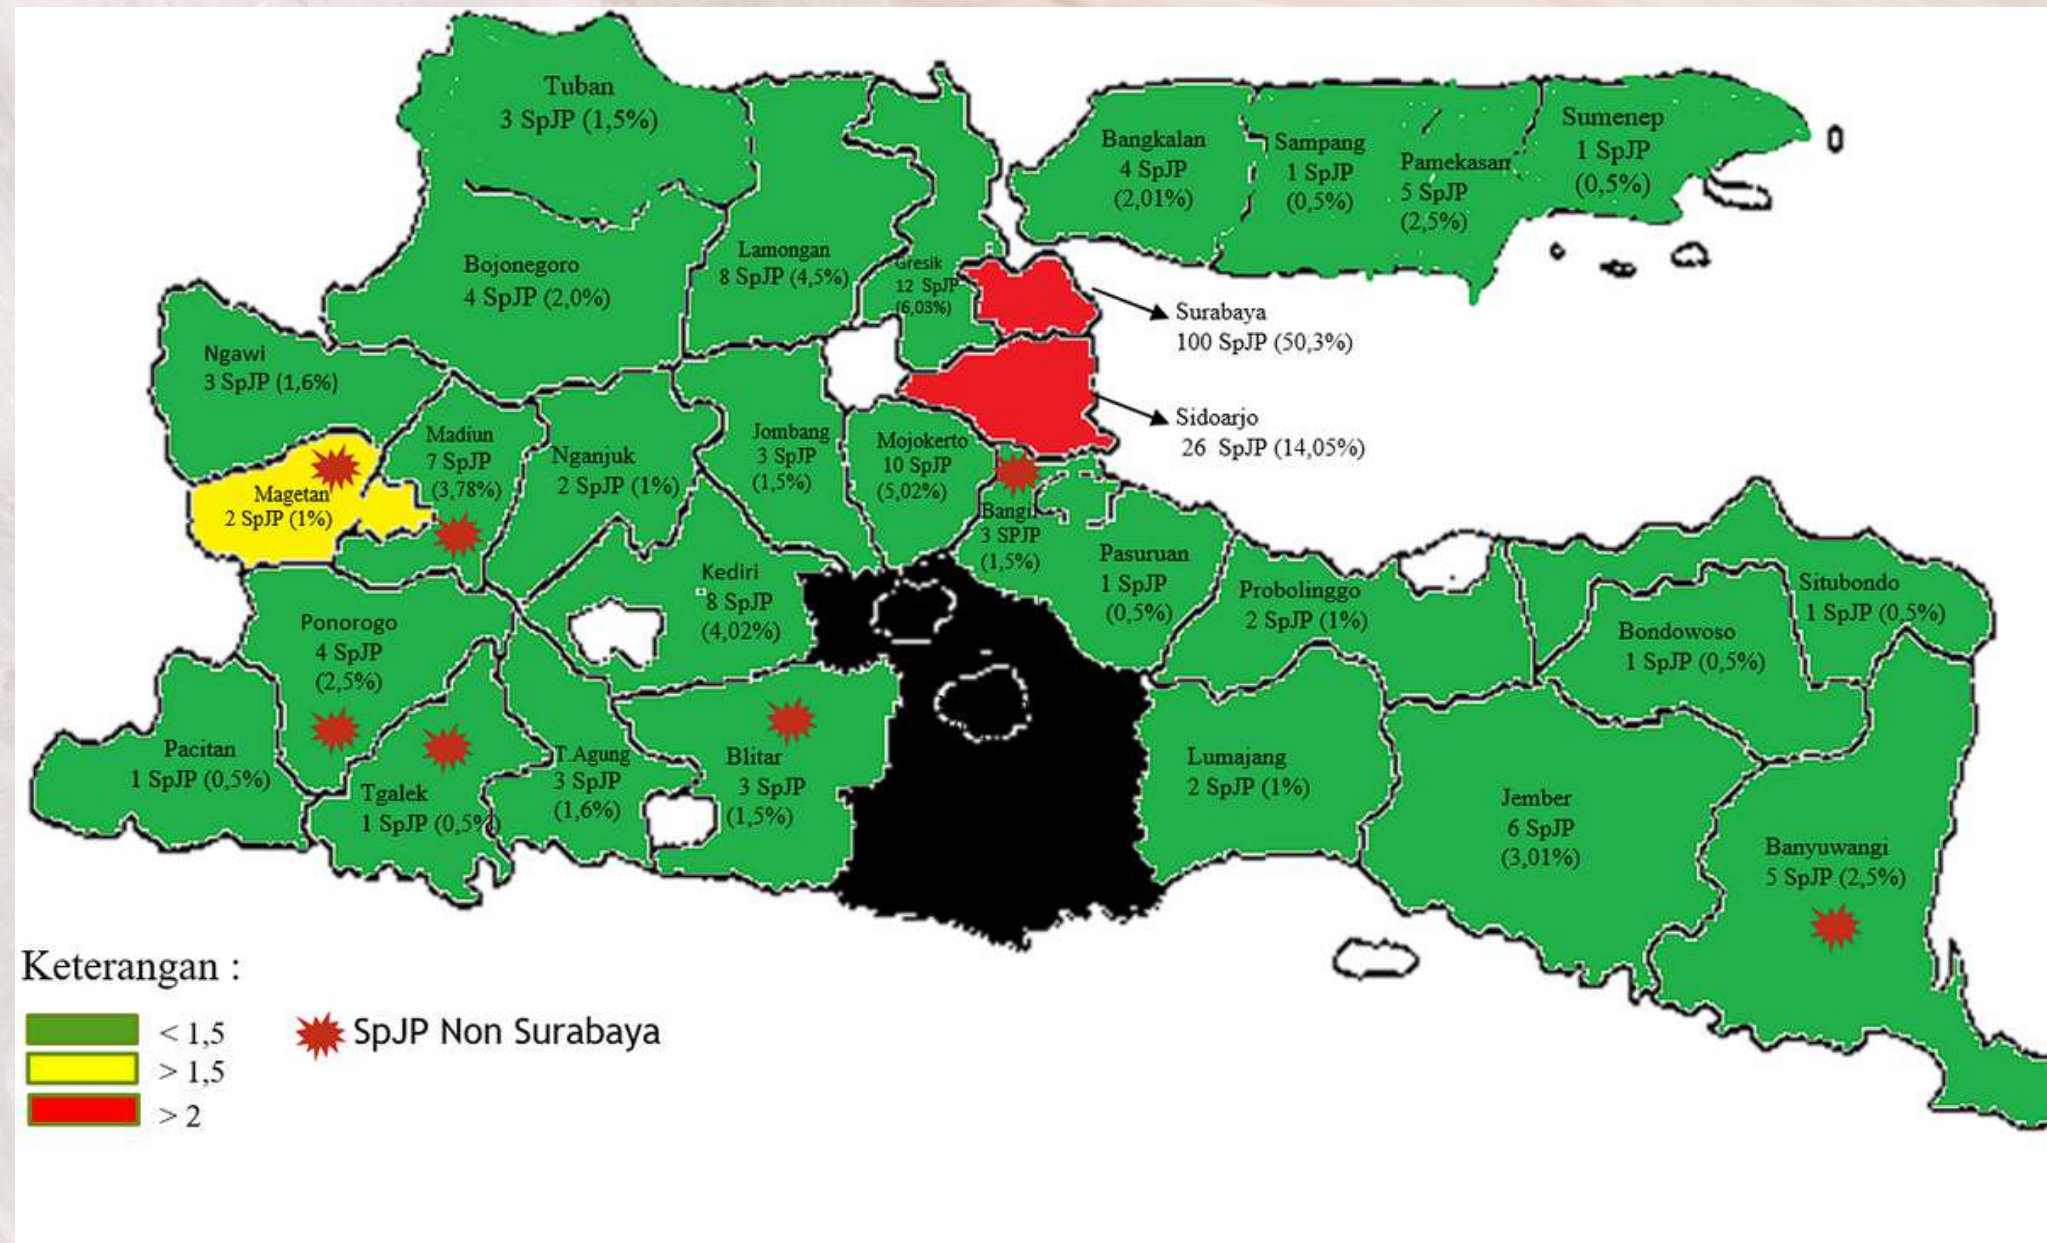 Tuban
3 SpJP (1,5%)
Bojonegoro
4 SpJP (2,0%)
Lamongan
8 SpJP (4,5%)
Gresik
12 SpJP
(6,03%)
Bangkalan
4 SpJP
(2,01%)
Sampang
1 SpJP
(0,5%)
Pamekasan
5 SpJP
(2,5%)
Sumenep
1 SpJP
(0,5%)
Surabaya
100 SpJP (50,3%)
Sidoarjo
26 SpJP (14,05%)
Ngawi
3 SpJP (1,6%)
Magetan
2 SpJP (1%)
Madiun
7 SpJP
(3,78%)
Nganjuk
2 SpJP (1%)
Jombang
3 SpJP
(1,5%)
Mojokerto
10 SpJP
(5,02%)
Bangil
3 SPJP
(1,5%)
Pasuruan
1 SpJP
(0,5%)
Probolinggo
2 SpJP (1%)
Situbondo
1 SpJP (0,5%)
Bondowoso
1 SpJP (0,5%)
Kediri
8 SpJP
(4,02%)
Ponorogo
4 SpJP
(2,5%)
Pacitan
1 SpJP (0,5%)
Tgalek
1 SpJP (0,5%)
T.Agung
3 SpJP
(1,6%)
Blitar
3 SpJP
(1,5%)
Lumajang
2 SpJP (1%)
Jember
6 SpJP
(3,01%)
Banyuwangi
5 SpJP (2,5%)
Keterangan :
< 1,5
> 1,5
> 2
SpJP Non Surabaya